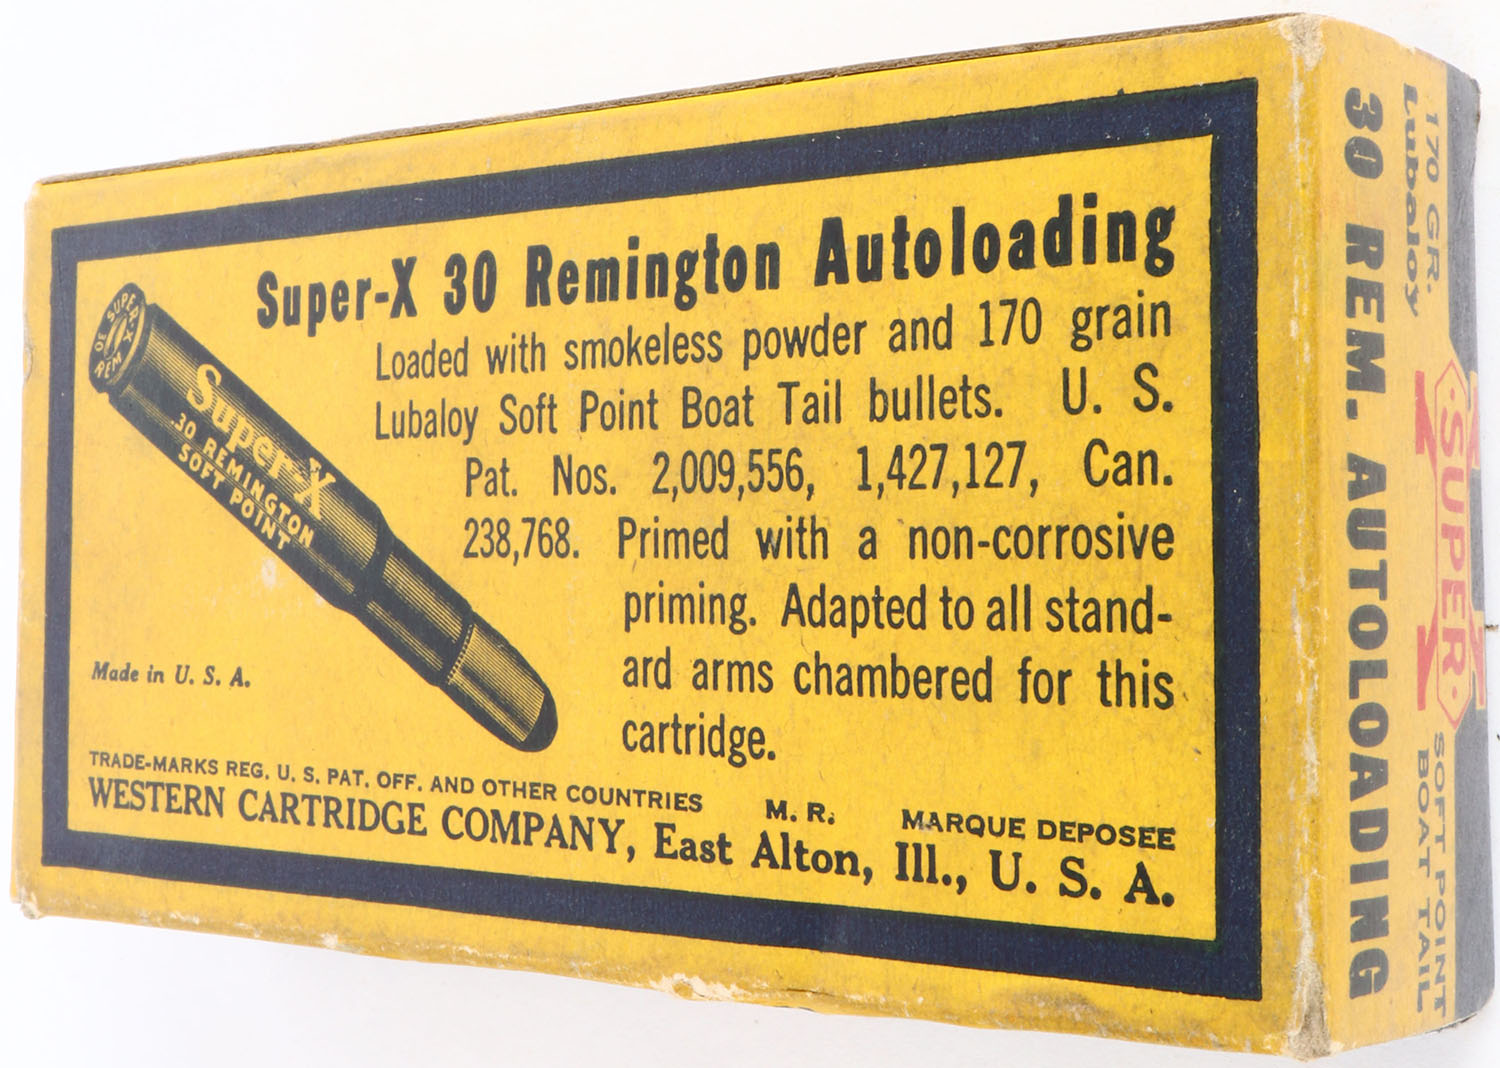 Super-X 30 Remington Autoloading
Loaded with smokeless powder and 170 grain
Lubaloy Soft Point Boat Tail bullets. U. S.
Pat. Nos. 2,009,556, 1,427,127, Can.
238,768. Primed with a non-corrosive
priming. Adapted to all stand-
ard arms chambered for this
cartridge.
30 SUPER-X
REM DE
Super-X
.30 REMINGTON
SOFT POINT
Made in U. S. A.
TRADE-MARKS REG. U. S. PAT. OFF. AND OTHER COUNTRIES M. R. MARQUE DEPOSEE
WESTERN CARTRIDGE COMPANY, East Alton, Ill., U. S. A.
170 GR.
Lubaloy
SUPER
X
SOFT POINT
BOAT TAIL
30 REM. AUTOLOADING